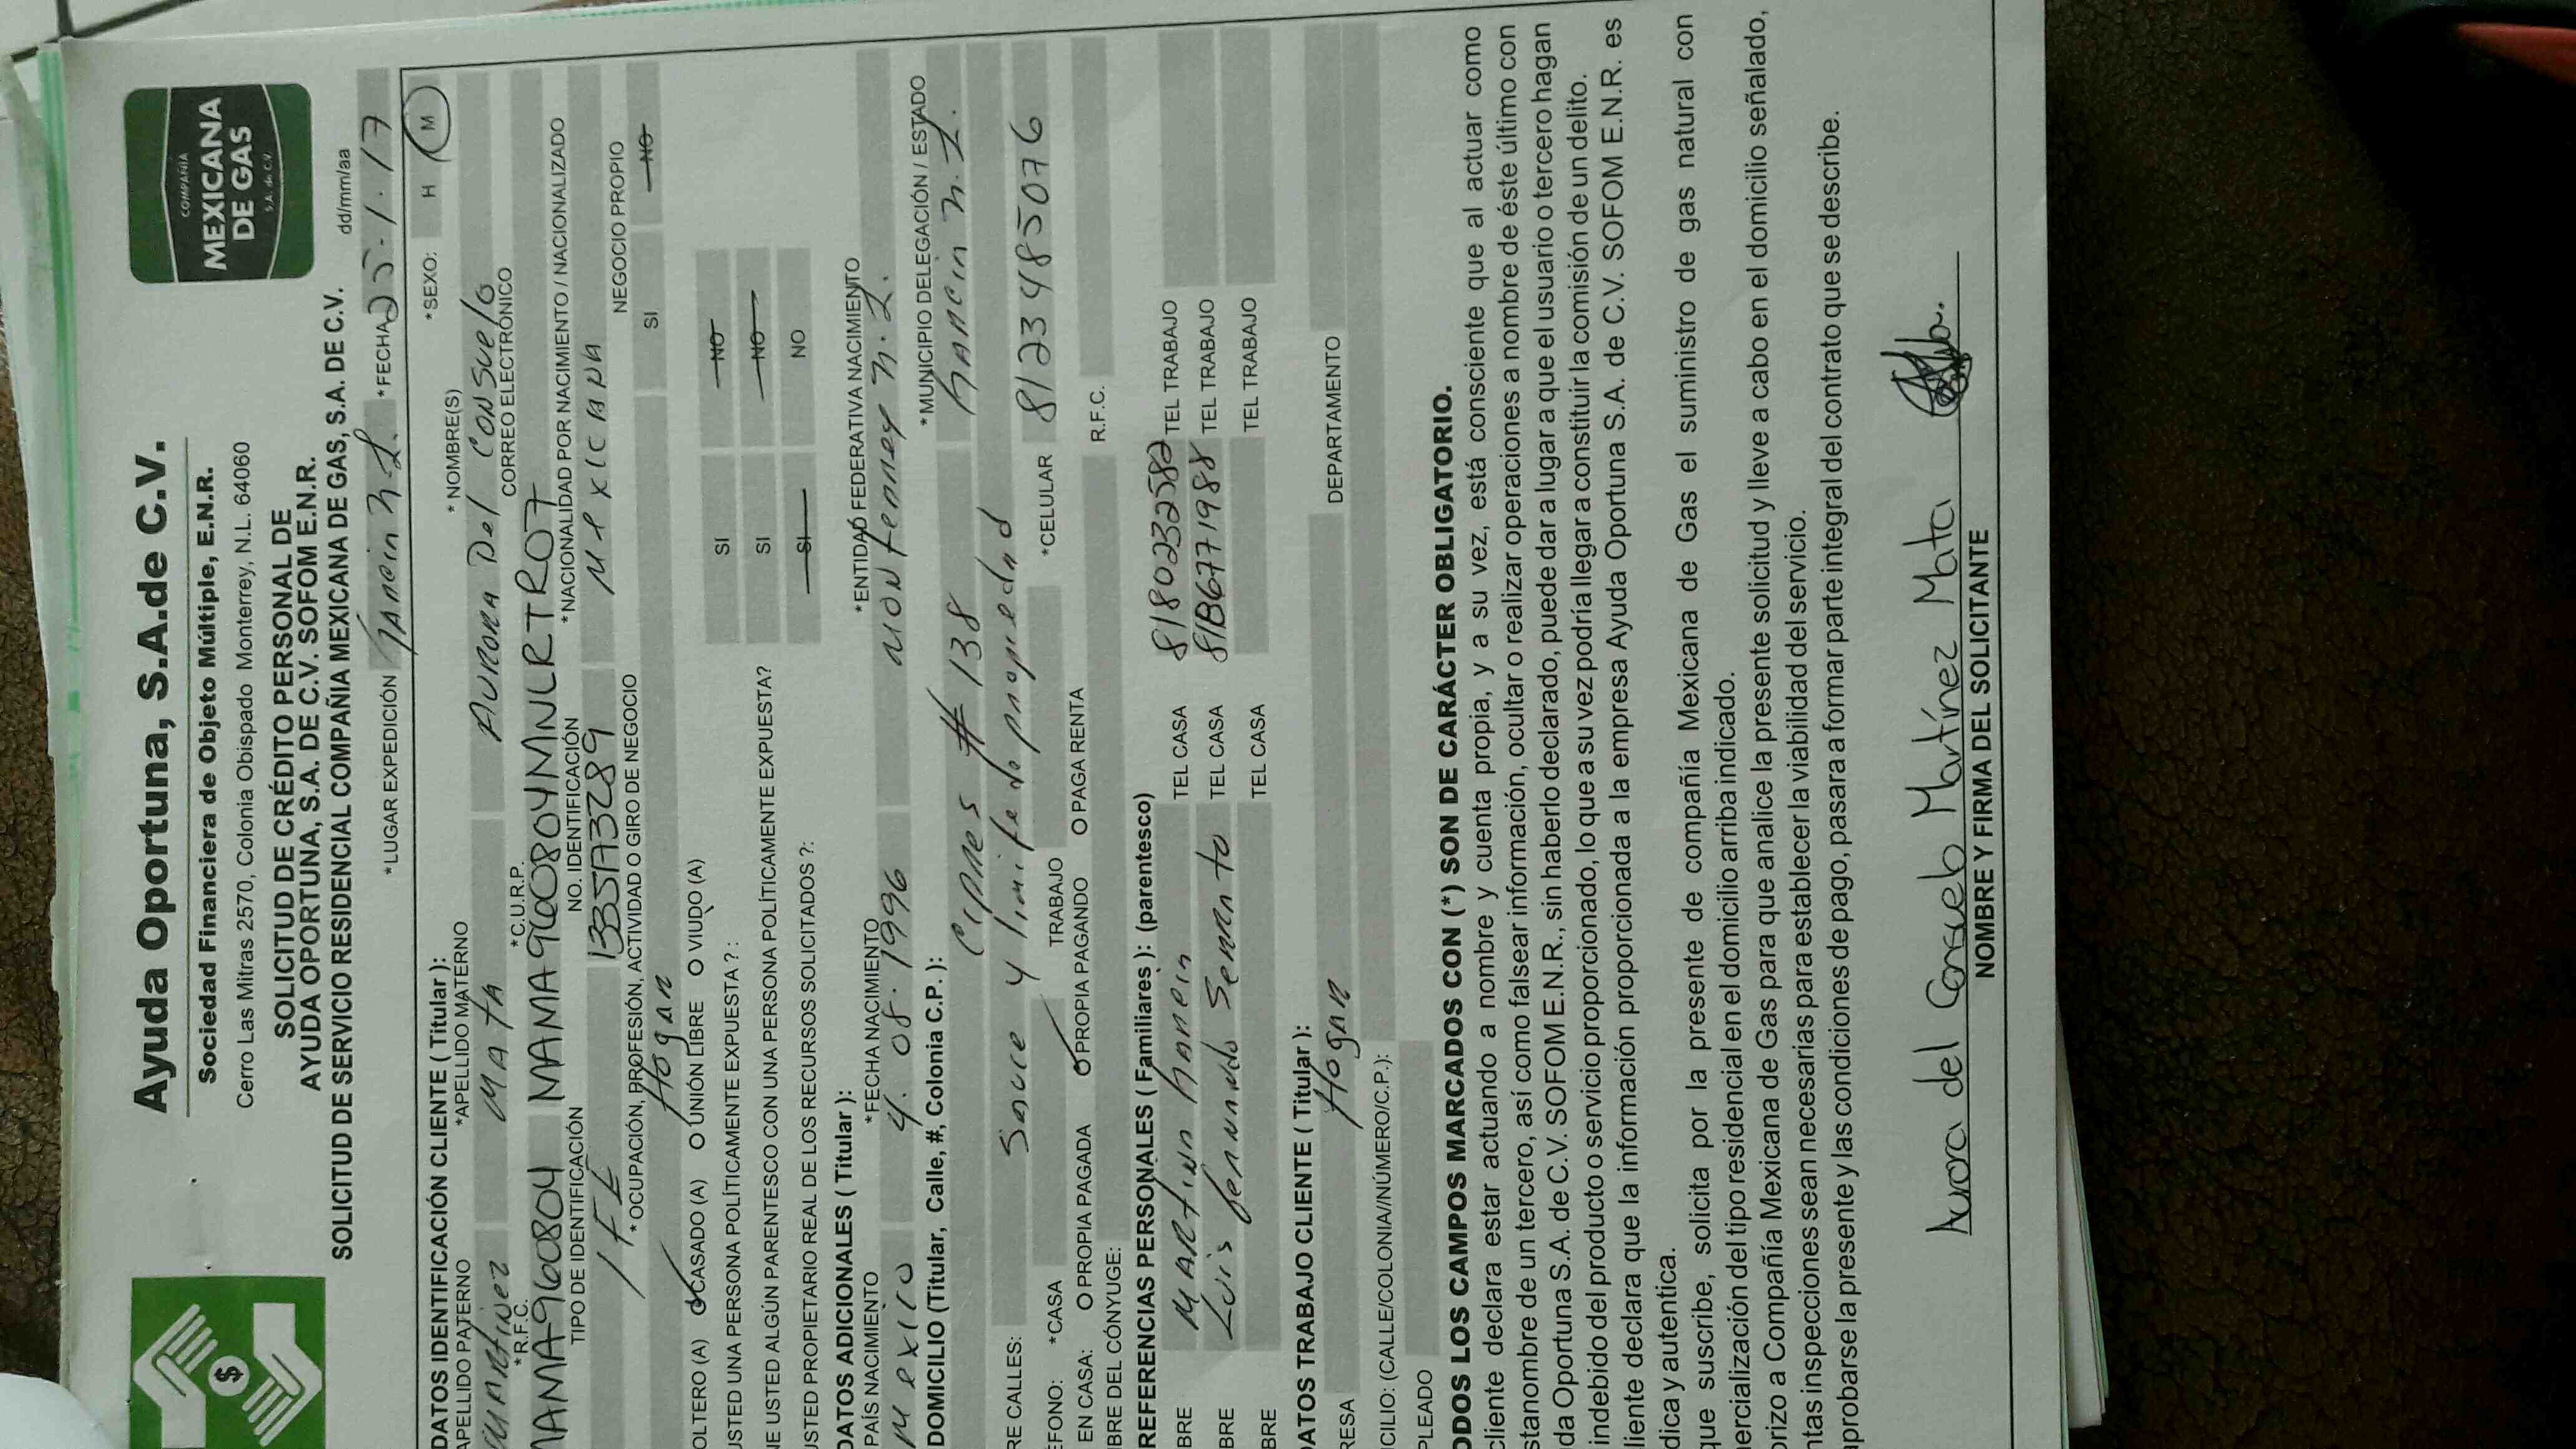 Ayuda Oportuna, S.A.de C.V.
Sociedad Financiera de Objeto Múltiple, E.N.R.
Cerro Las Mitras 2570, Colonia Obispado Monterrey, N.L. 64060
COMPAÑÍA
MEXICANA
DE GAS
S.A. de C.V.
$
SOLICITUD DE CRÉDITO PERSONAL DE
AYUDA OPORTUNA, S.A. DE C.V. SOFOM E.N.R.
SOLICITUD DE SERVICIO RESIDENCIAL COMPAÑIA MEXICANA DE GAS, S.A. DE C.V.
dd/mm/aa
*LUGAR EXPEDICIÓN N.L. *FECHA 25.1.17
DATOS IDENTIFICACIÓN CLIENTE ( Titular ): *SEXO: H M
APELLIDO PATERNO *APELLIDO MATERNO *NOMBRE(S)
Martinez Mata Aurora Del Consuelo
*R.F.C. *C.U.R.P. CORREO ELECTRÓNICO
MAMA960804 MAMA960804MNLRTR07
TIPO DE IDENTIFICACIÓN NO. IDENTIFICACIÓN *NACIONALIDAD POR NACIMIENTO / NACIONALIZADO
IFE Mexicana
*OCUPACIÓN, PROFESIÓN, ACTIVIDAD O GIRO DE NEGOCIO NEGOCIO PROPIO
Hogar SI NO
OLTERO (A) O CASADO (A) O UNIÓN LIBRE O VIUDO (A)
USTED UNA PERSONA POLÍTICAMENTE EXPUESTA ? : SI NO
NE USTED ALGÚN PARENTESCO CON UNA PERSONA POLÍTICAMENTE EXPUESTA? SI NO
USTED PROPIETARIO REAL DE LOS RECURSOS SOLICITADOS ?: SI NO
DATOS ADICIONALES ( Titular ):
PAÍS NACIMIENTO *FECHA NACIMIENTO *ENTIDAD FEDERATIVA NACIMIENTO
Mexico 4.08.1996 Monterrey N.L.
DOMICILIO (Titular, Calle, #, Colonia C.P.): *MUNICIPIO DELEGACIÓN / ESTADO
Cipres # 138 N.L.
RE CALLES: Sauce y limite de propiedad
ÉFONO: *CASA TRABAJO *CELULAR 8123485076
EN CASA: O PROPIA PAGADA O PROPIA PAGANDO O PAGA RENTA
IBRE DEL CÓNYUGE: R.F.C.
REFERENCIAS PERSONALES ( Familiares ): (parentesco)
BRE Martin Garcia TEL CASA 8180232582 TEL TRABAJO
BRE Luis TEL CASA TEL TRABAJO
BRE TEL CASA TEL TRABAJO
DATOS TRABAJO CLIENTE ( Titular ):
RESA Hogar DEPARTAMENTO
CILIO: (CALLE/COLONIA//NÚMERO/C.P.):
PLEADO
ODOS LOS CAMPOS MARCADOS CON (*) SON DE CARÁCTER OBLIGATORIO.
cliente declara estar actuando a nombre y cuenta propia, y a su vez, está consciente que al actuar como
stanombre de un tercero, así como falsear información, ocultar o realizar operaciones a nombre de éste último con
da Oportuna S.A. de C.V. SOFOM E.N.R., sin haberlo declarado, puede dar a lugar a que el usuario o tercero hagan
indebido del producto o servicio proporcionado, lo que a su vez podría llegar a constituir la comisión de un delito.
liente declara que la información proporcionada a la empresa Ayuda Oportuna S.A. de C.V. SOFOM E.N.R. es
dica y autentica.
que suscribe, solicita por la presente de compañía Mexicana de Gas el suministro de gas natural con
nercialización del tipo residencial en el domicilio arriba indicado.
orizo a Compañía Mexicana de Gas para que analice la presente solicitud y lleve a cabo en el domicilio señalado,
ntas inspecciones sean necesarias para establecer la viabilidad del servicio.
aprobarse la presente y las condiciones de pago, pasara a formar parte integral del contrato que se describe.
Aurora del Consuelo Martínez Mata
NOMBRE Y FIRMA DEL SOLICITANTE